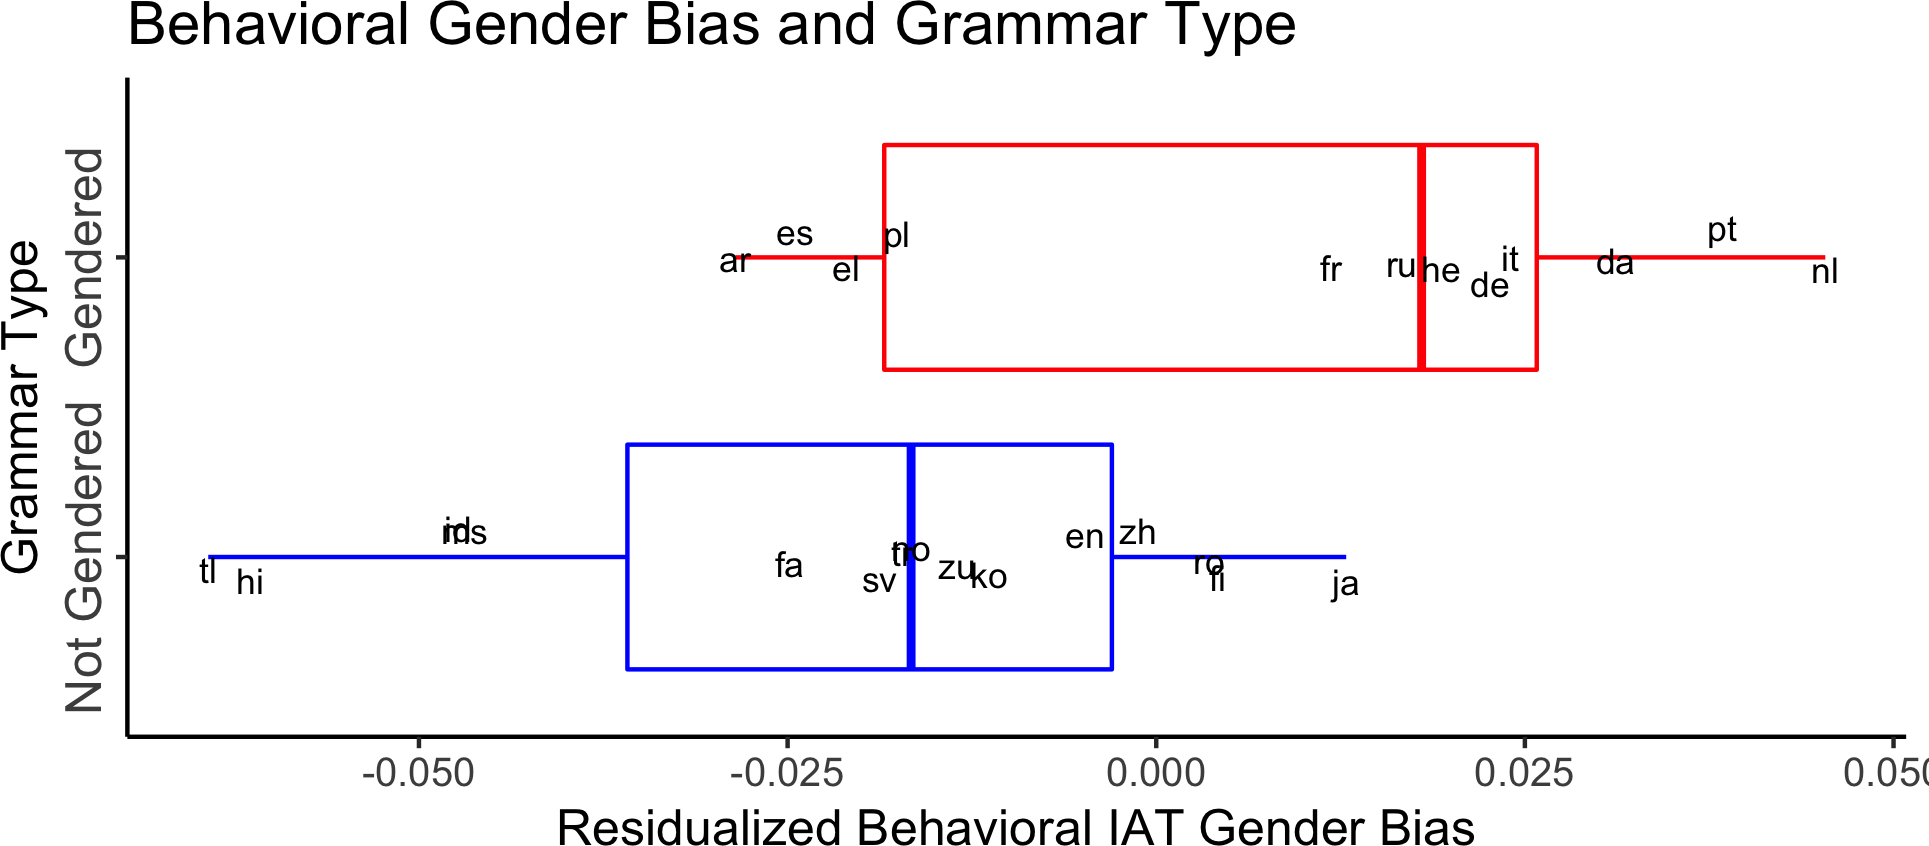 Behavioral Gender Bias and Grammar Type
Grammar Type
Gendered
Not Gendered
es
pl
ar
el
fr
ru
he
de
it
da
pt
nl
id
ms
tl
hi
fa
sv
tr
no
zu
ko
en
zh
ro
fi
ja
-0.050
-0.025
0.000
0.025
Residualized Behavioral IAT Gender Bias